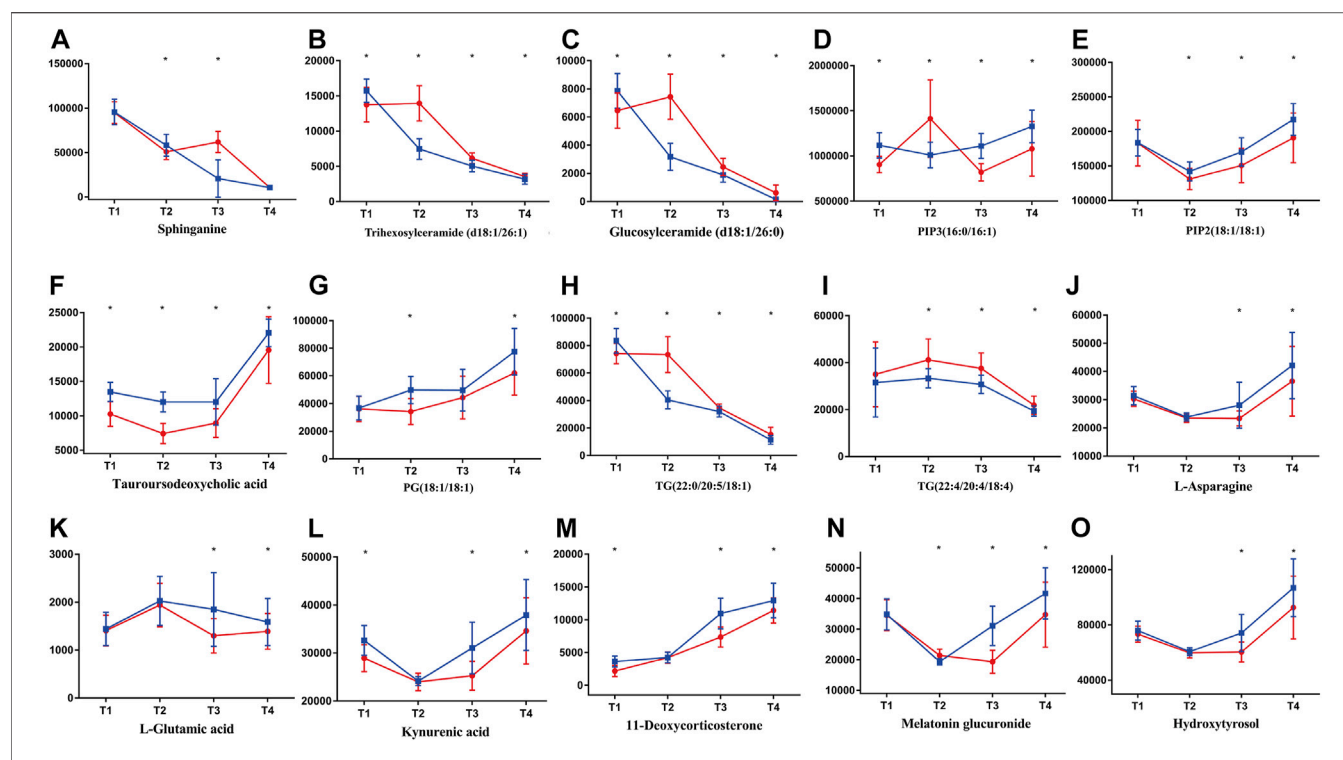 A
B
C
D
E
* *
* * * *
* * * *
* * * *
* * *
150000
100000
50000
0
T1 T2 T3 T4
Sphinganine
20000
15000
10000
5000
0
T1 T2 T3 T4
Trihexosylceramide (d18:1/26:1)
10000
8000
6000
4000
2000
0
T1 T2 T3 T4
Glucosylceramide (d18:1/26:0)
2000000
1500000
1000000
500000
T1 T2 T3 T4
PIP3(16:0/16:1)
300000
250000
200000
150000
100000
T1 T2 T3 T4
PIP2(18:1/18:1)
F
G
H
I
J
* * * *
* *
* * * *
* * *
* *
25000
20000
15000
10000
5000
T1 T2 T3 T4
Tauroursodeoxycholic acid
100000
80000
60000
40000
20000
0
T1 T2 T3 T4
PG(18:1/18:1)
100000
80000
60000
40000
20000
0
T1 T2 T3 T4
TG(22:0/20:5/18:1)
60000
40000
20000
0
T1 T2 T3 T4
TG(22:4/20:4/18:4)
60000
50000
40000
30000
20000
10000
T1 T2 T3 T4
L-Asparagine
K
L
M
N
O
* *
* * *
* * *
* * *
* *
3000
2000
1000
0
T1 T2 T3 T4
L-Glutamic acid
50000
40000
30000
20000
T1 T2 T3 T4
Kynurenic acid
20000
15000
10000
5000
0
T1 T2 T3 T4
11-Deoxycorticosterone
50000
40000
30000
20000
10000
T1 T2 T3 T4
Melatonin glucuronide
120000
80000
40000
T1 T2 T3 T4
Hydroxytyrosol